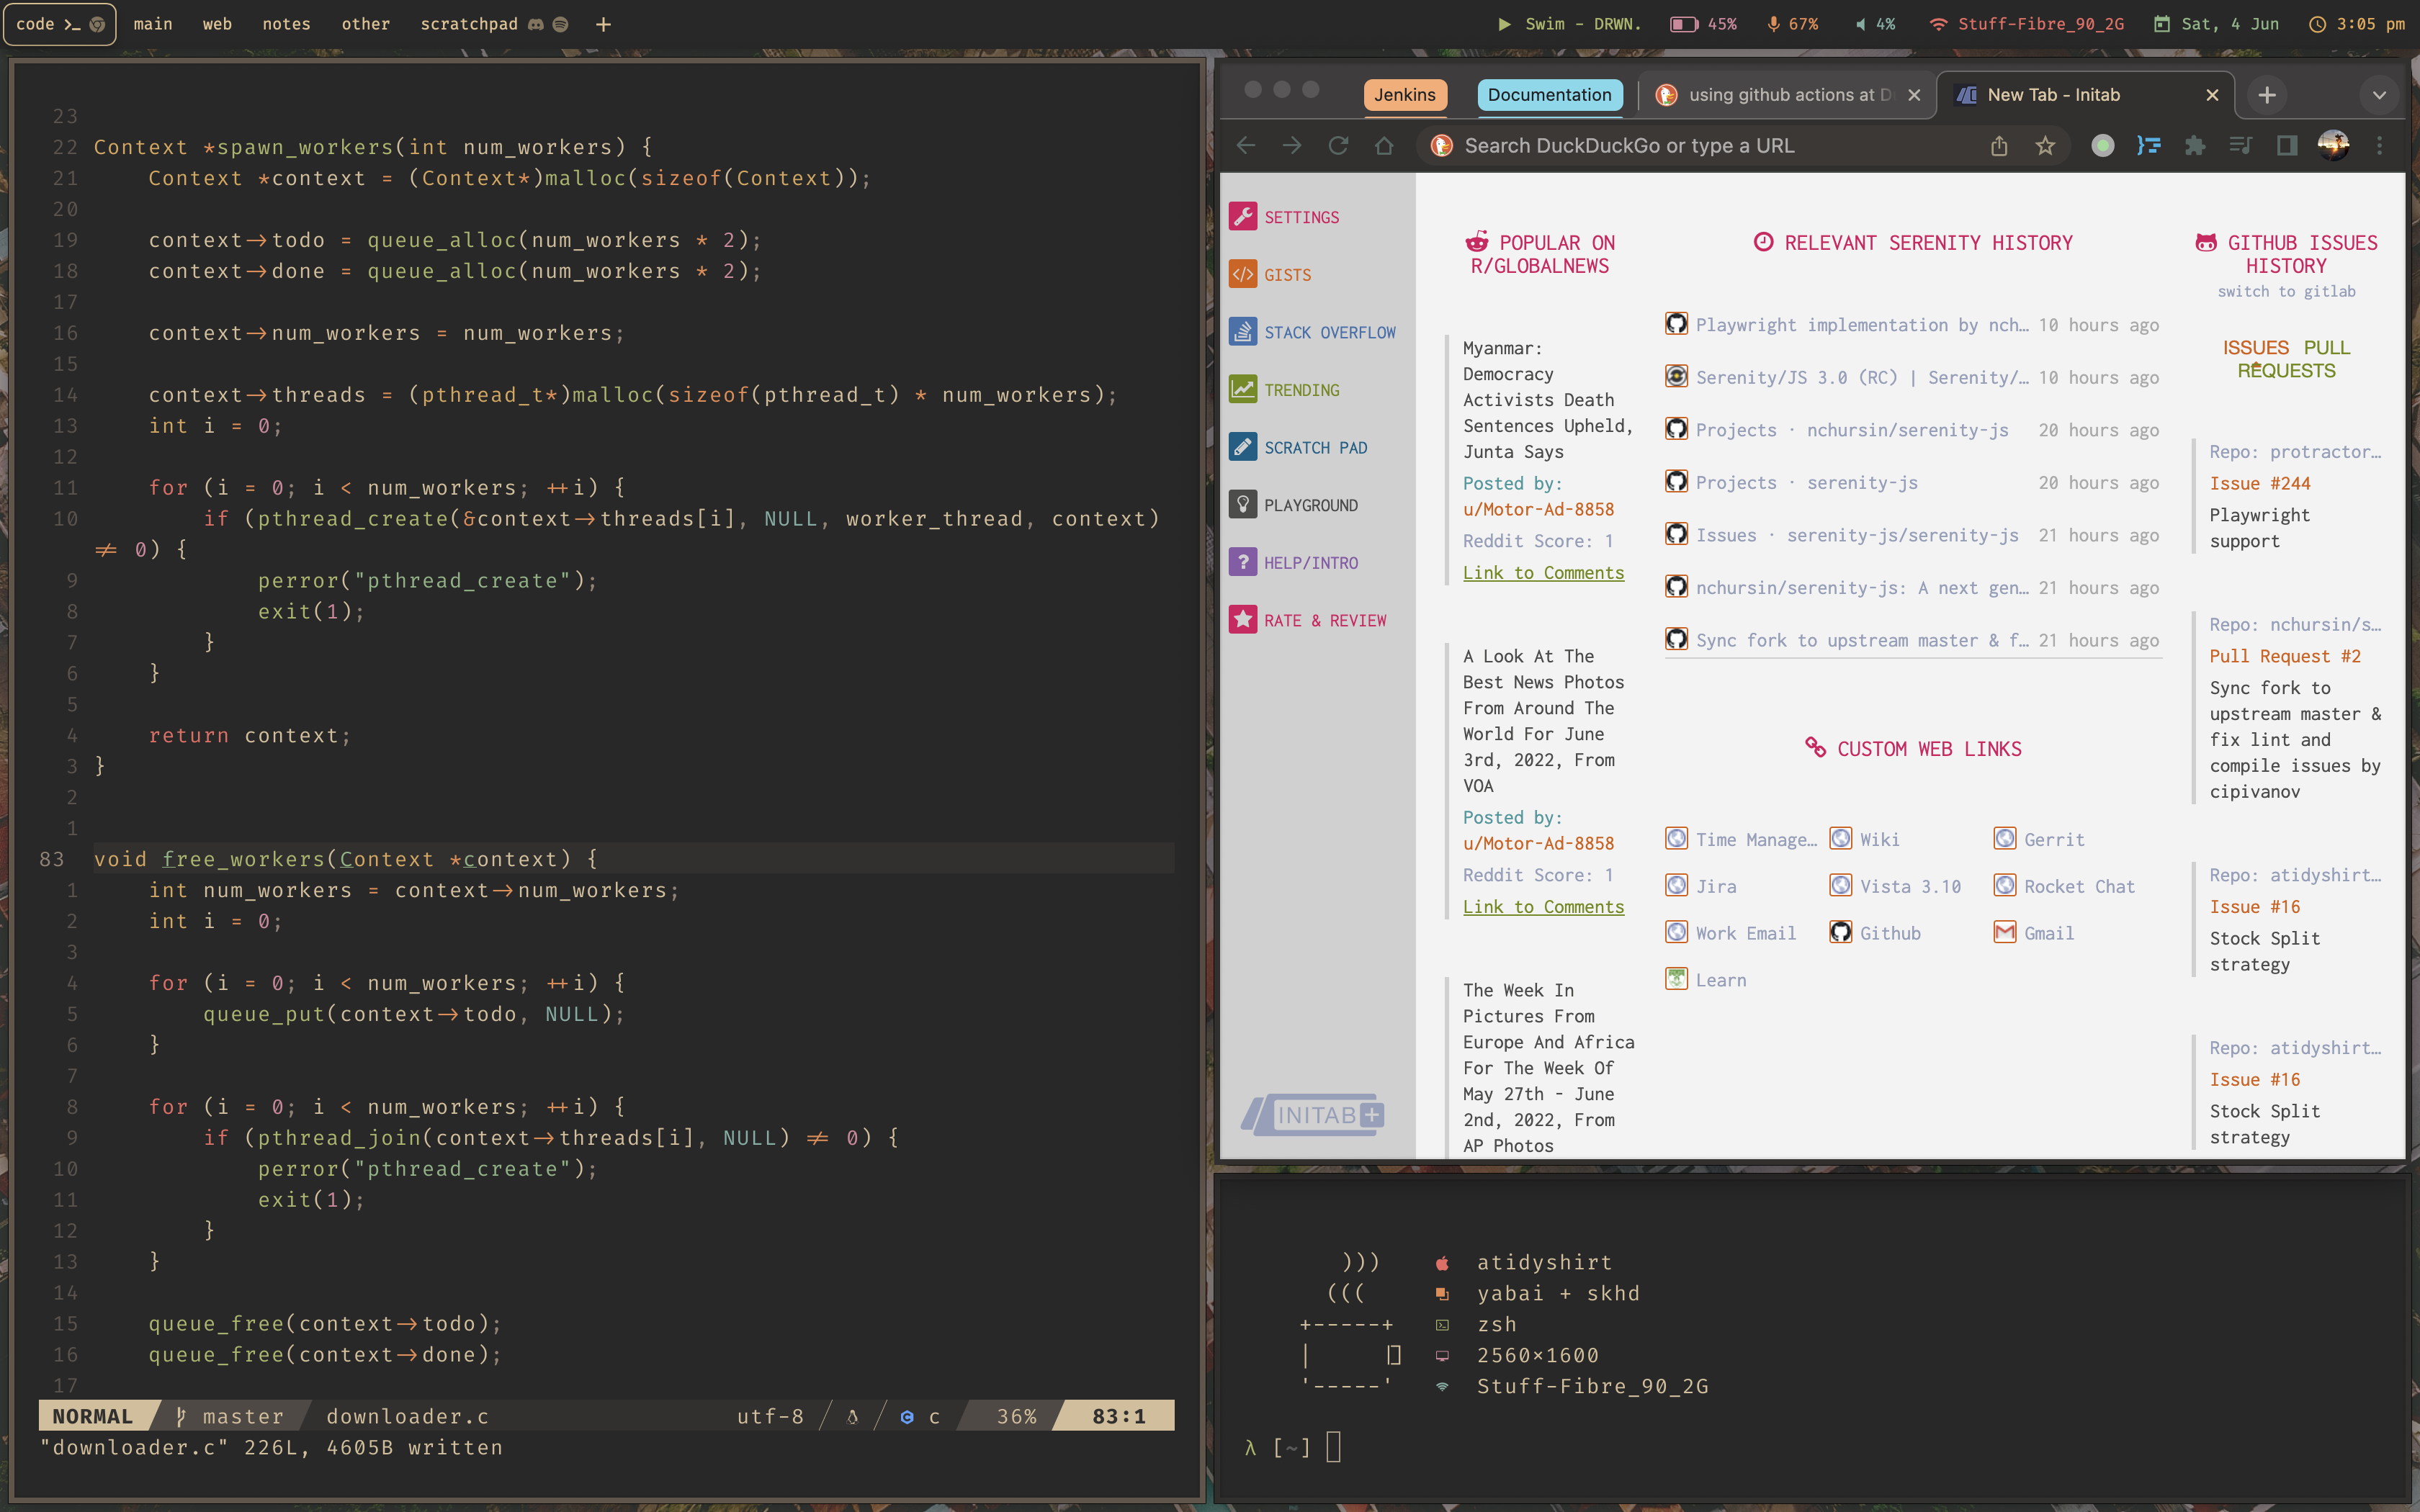 code >_ main web notes other scratchpad +
Swim - DRWN. 45% 67% 4% Stuff-Fibre_90_2G Sat, 4 Jun 3:05 pm
23
22 Context *spawn_workers(int num_workers) {
21 Context *context = (Context*)malloc(sizeof(Context));
20
19 context->todo = queue_alloc(num_workers * 2);
18 context->done = queue_alloc(num_workers * 2);
17
16 context->num_workers = num_workers;
15
14 context->threads = (pthread_t*)malloc(sizeof(pthread_t) * num_workers);
13 int i = 0;
12
11 for (i = 0; i < num_workers; ++i) {
10 if (pthread_create(&context->threads[i], NULL, worker_thread, context)
!= 0) {
9 perror("pthread_create");
8 exit(1);
7 }
6 }
5
4 return context;
3 }
2
1
83 void free_workers(Context *context) {
1 int num_workers = context->num_workers;
2 int i = 0;
3
4 for (i = 0; i < num_workers; ++i) {
5 queue_put(context->todo, NULL);
6 }
7
8 for (i = 0; i < num_workers; ++i) {
9 if (pthread_join(context->threads[i], NULL) != 0) {
10 perror("pthread_create");
11 exit(1);
12 }
13 }
14
15 queue_free(context->todo);
16 queue_free(context->done);
17
NORMAL master downloader.c utf-8 c 36% 83:1
"downloader.c" 226L, 4605B written
Jenkins Documentation using github actions at D New Tab - Initab
Search DuckDuckGo or type a URL
SETTINGS
GISTS
STACK OVERFLOW
TRENDING
SCRATCH PAD
PLAYGROUND
HELP/INTRO
RATE & REVIEW
INITAB+
POPULAR ON
R/GLOBALNEWS
Myanmar:
Democracy
Activists Death
Sentences Upheld,
Junta Says
Posted by:
u/Motor-Ad-8858
Reddit Score: 1
Link to Comments
A Look At The
Best News Photos
From Around The
World For June
3rd, 2022, From
VOA
Posted by:
u/Motor-Ad-8858
Reddit Score: 1
Link to Comments
The Week In
Pictures From
Europe And Africa
For The Week Of
May 27th - June
2nd, 2022, From
AP Photos
RELEVANT SERENITY HISTORY
Playwright implementation by nch… 10 hours ago
Serenity/JS 3.0 (RC) | Serenity/… 10 hours ago
Projects · nchursin/serenity-js 20 hours ago
Projects · serenity-js 20 hours ago
Issues · serenity-js/serenity-js 21 hours ago
nchursin/serenity-js: A next gen… 21 hours ago
Sync fork to upstream master & f… 21 hours ago
CUSTOM WEB LINKS
Time Manage… Wiki Gerrit
Jira Vista 3.10 Rocket Chat
Work Email Github Gmail
Learn
GITHUB ISSUES
HISTORY
switch to gitlab
ISSUES PULL
REQUESTS
Repo: protractor…
Issue #244
Playwright
support
Repo: nchursin/s…
Pull Request #2
Sync fork to
upstream master &
fix lint and
compile issues by
cipivanov
Repo: atidyshirt…
Issue #16
Stock Split
strategy
Repo: atidyshirt…
Issue #16
Stock Split
strategy
))) atidyshirt
((( yabai + skhd
+------+ zsh
| |] 2560×1600
'-----' Stuff-Fibre_90_2G
λ [~]